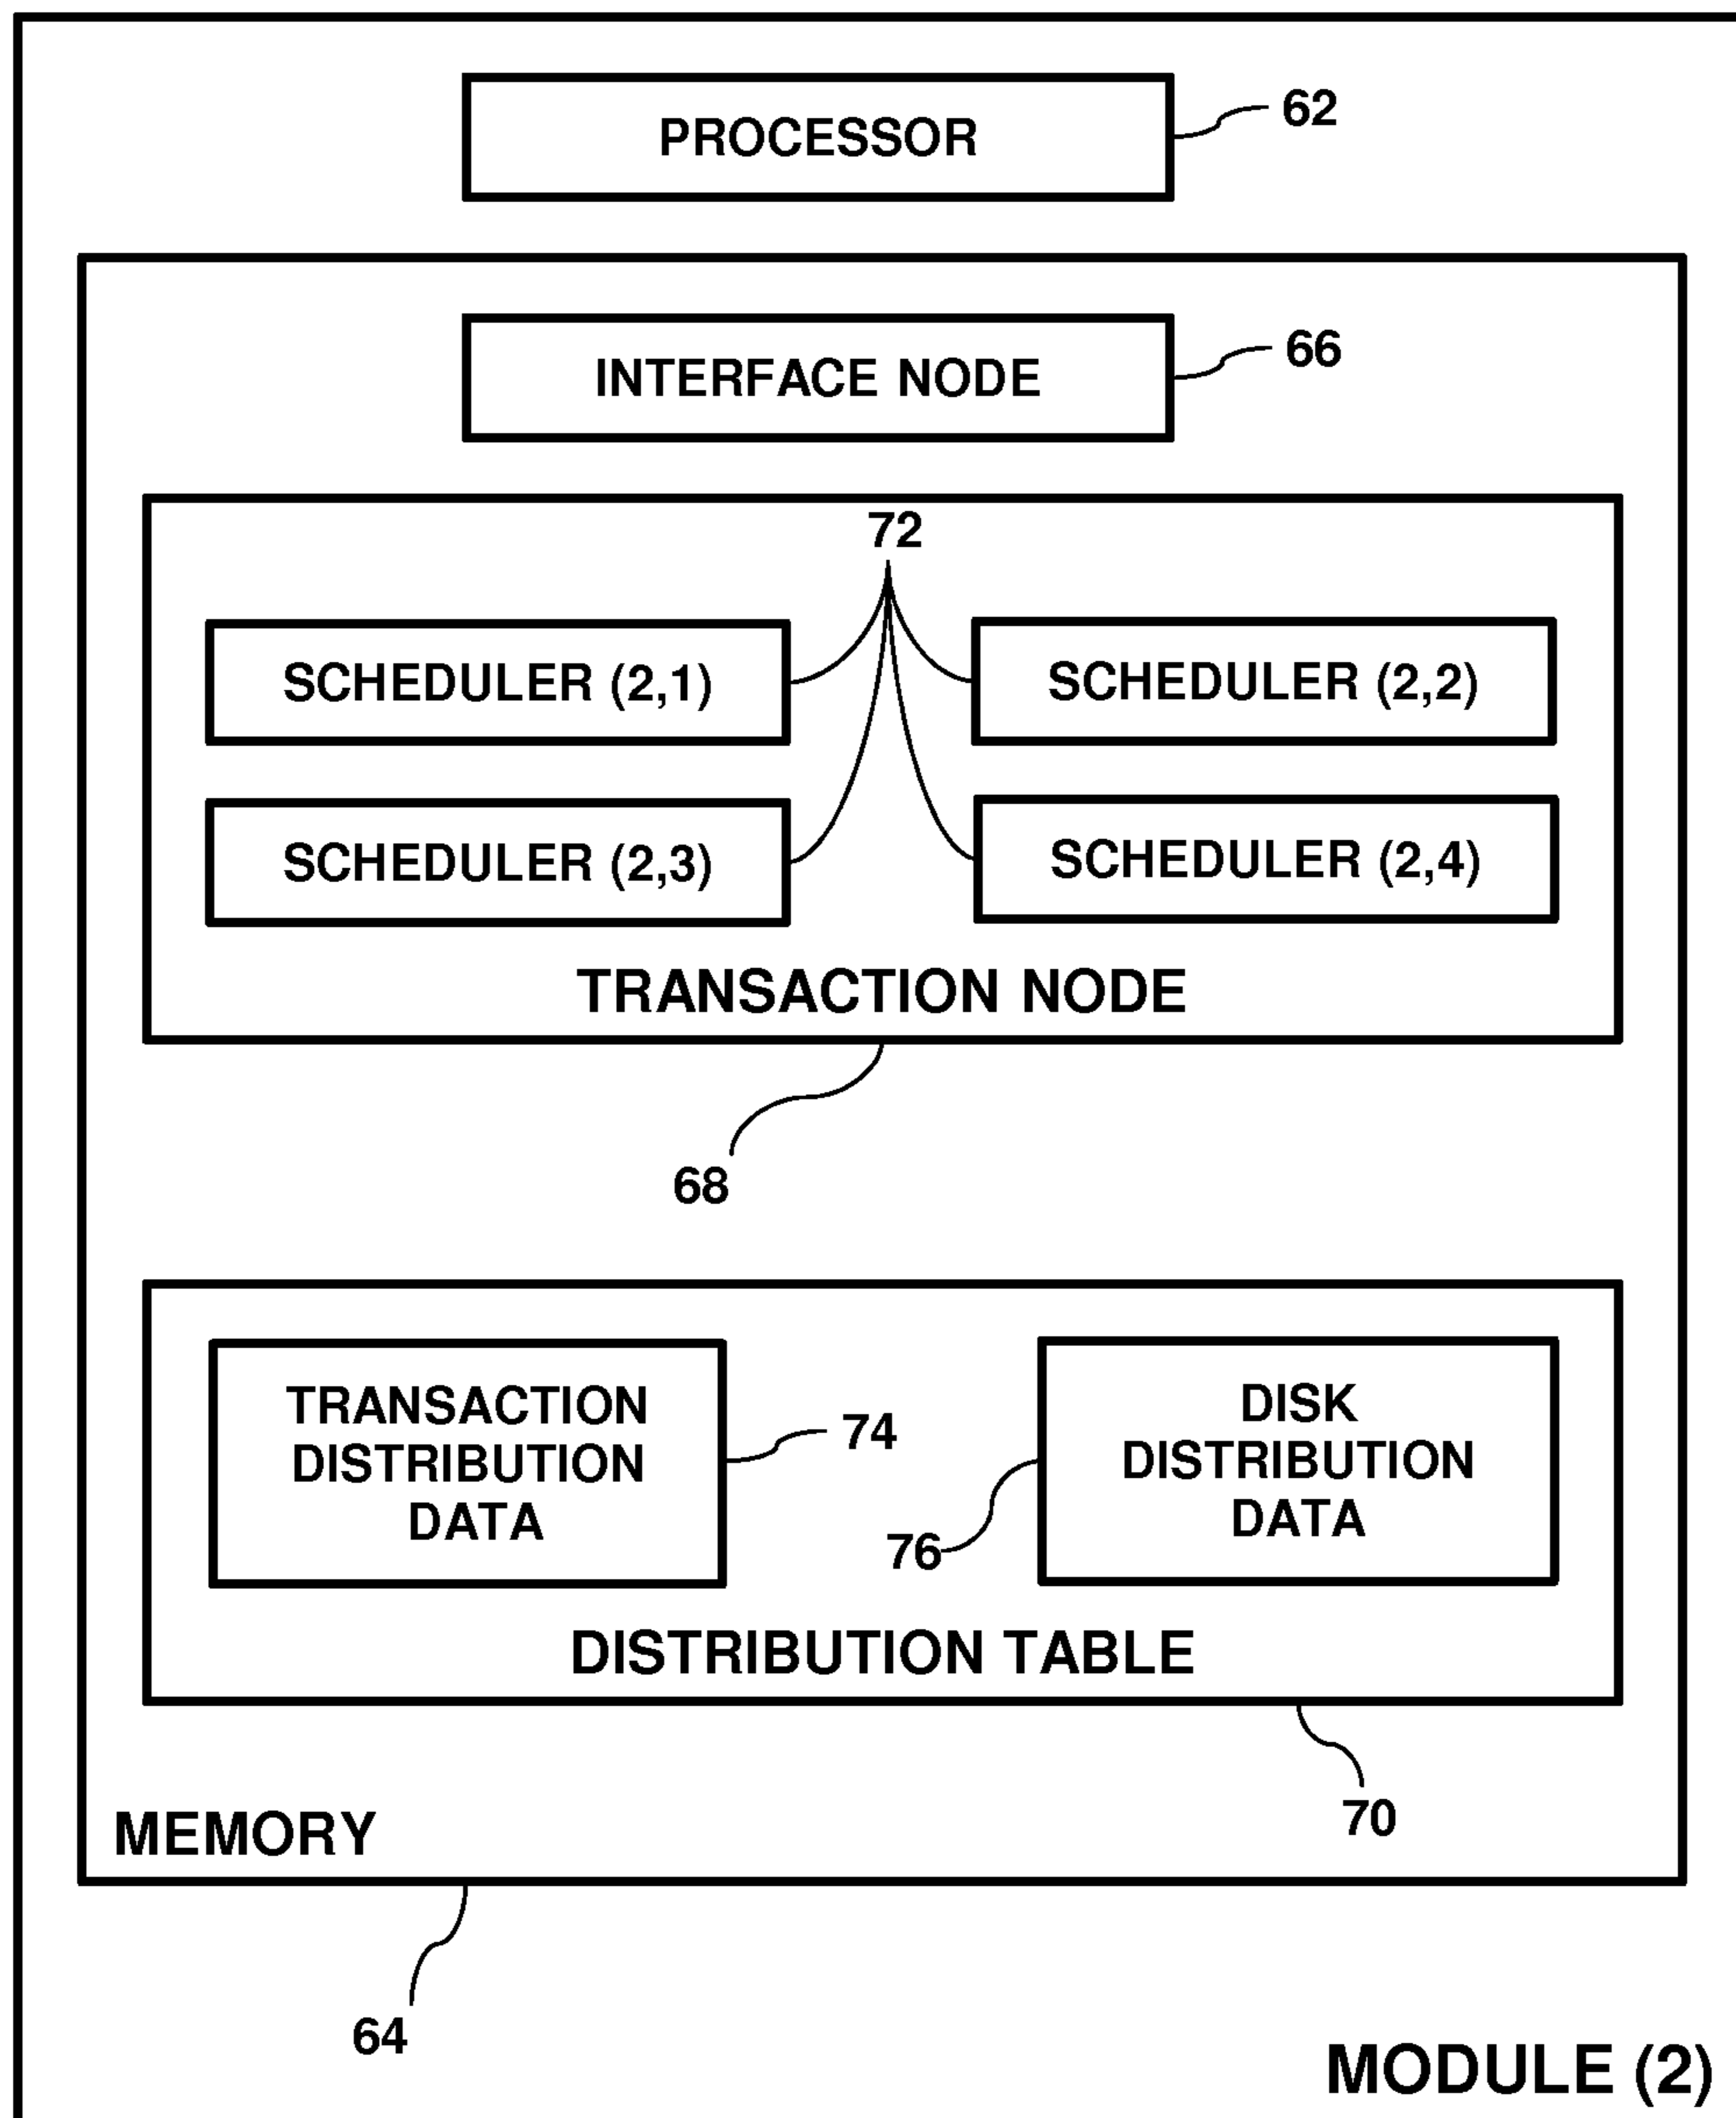 PROCESSOR
62
INTERFACE NODE
66
72
SCHEDULER (2,1)
SCHEDULER (2,2)
SCHEDULER (2,3)
SCHEDULER (2,4)
TRANSACTION NODE
68
TRANSACTION
DISTRIBUTION
DATA
74
DISK
DISTRIBUTION
DATA
76
DISTRIBUTION TABLE
70
MEMORY
64
MODULE (2)